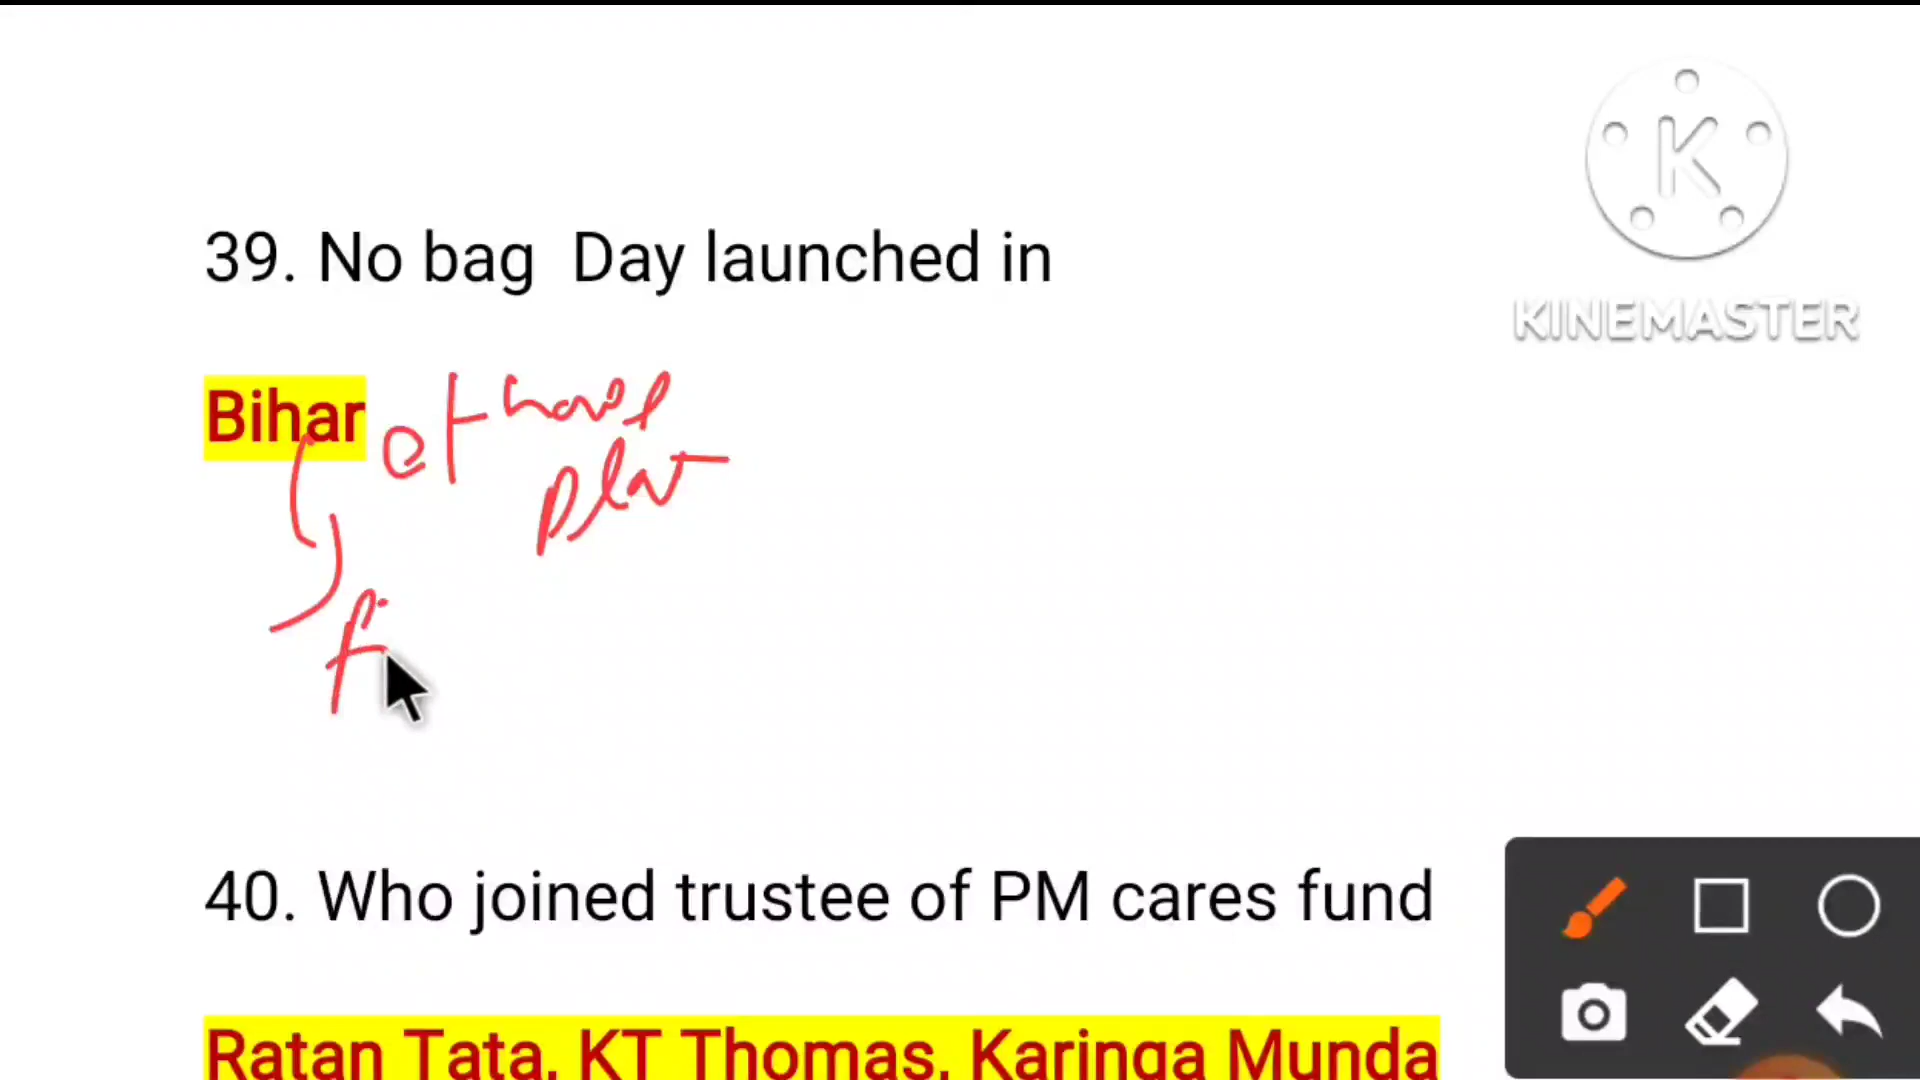 39. No bag Day launched in
KINEMASTER
Bihar
40. Who joined trustee of PM cares fund
Ratan Tata, KT Thomas, Karinga Munda